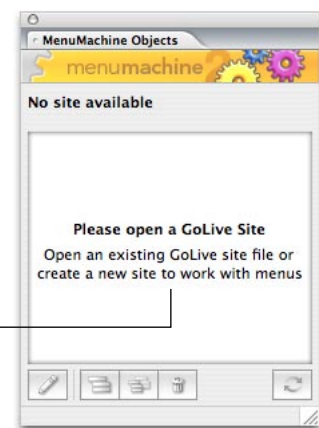 MenuMachine Objects
menumachine
No site available
Please open a GoLive Site
Open an existing GoLive site file or
create a new site to work with menus